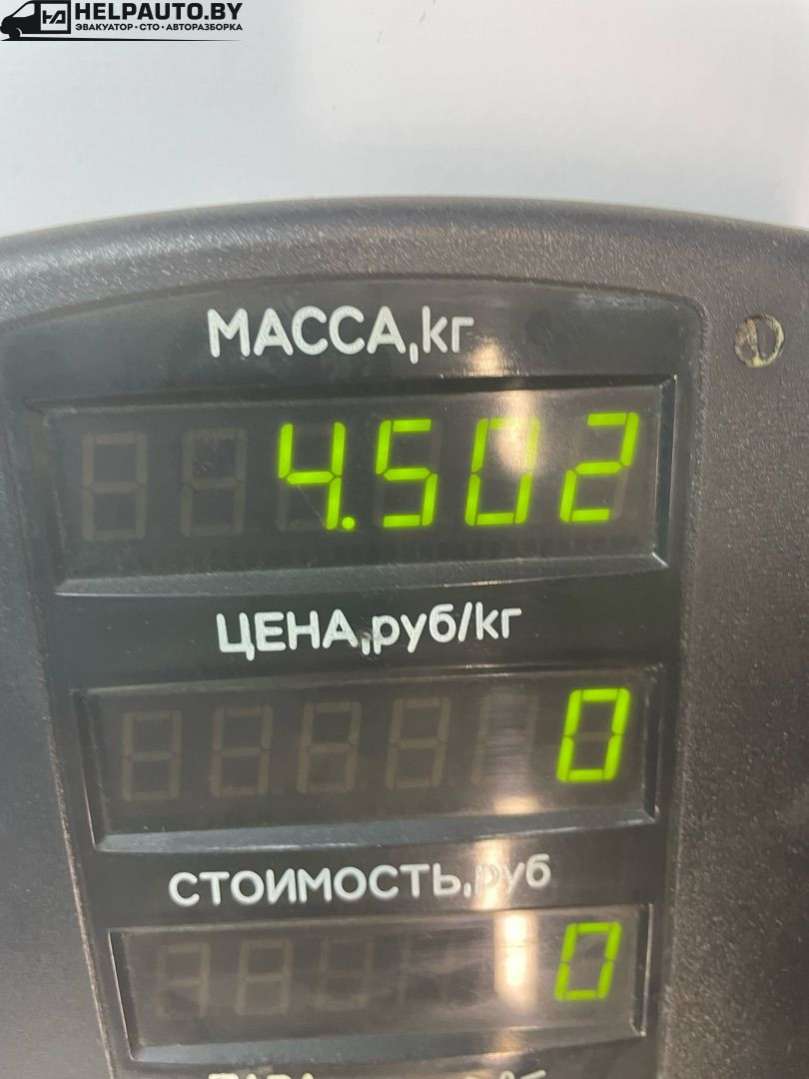 HELPAUTO.BY
ЭВАКУАТОР • СТО • АВТОРАЗБОРКА
МАССА,кг
4.502
ЦЕНА,руб/кг
0
СТОИМОСТЬ,руб
0